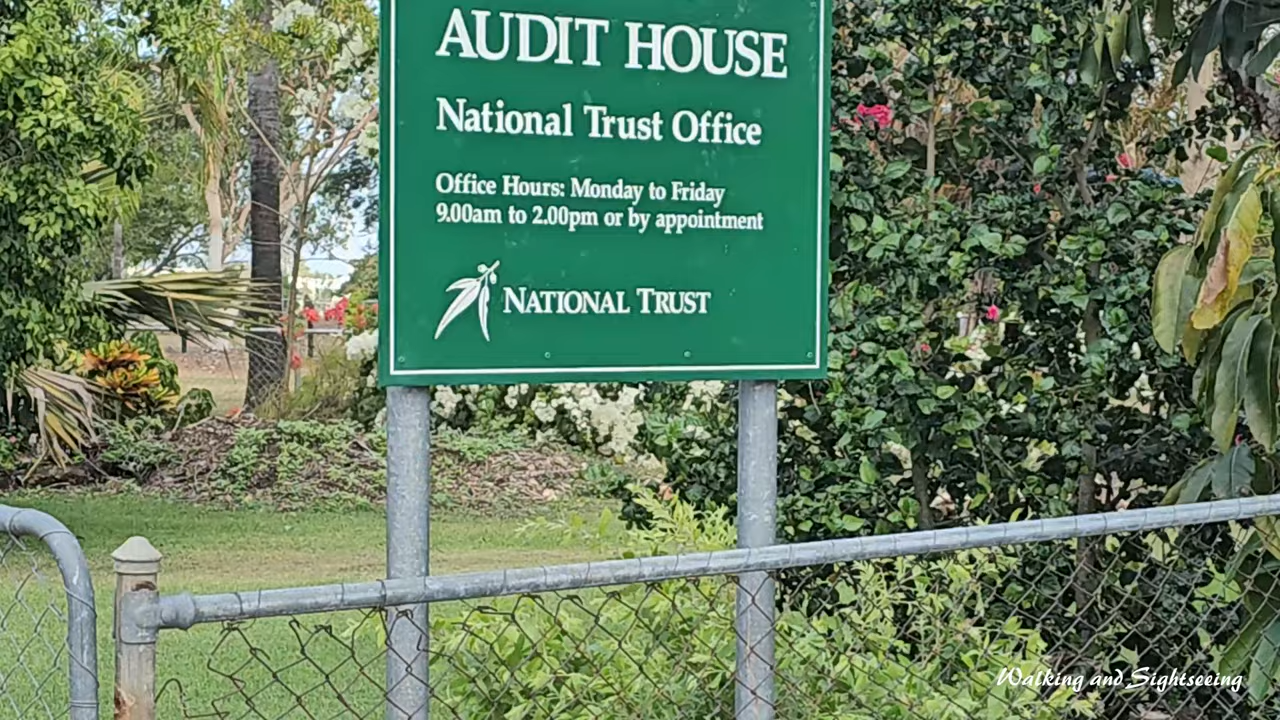 AUDIT HOUSE
National Trust Office
Office Hours: Monday to Friday
9.00am to 2.00pm or by appointment
NATIONAL TRUST
Walking and Sightseeing